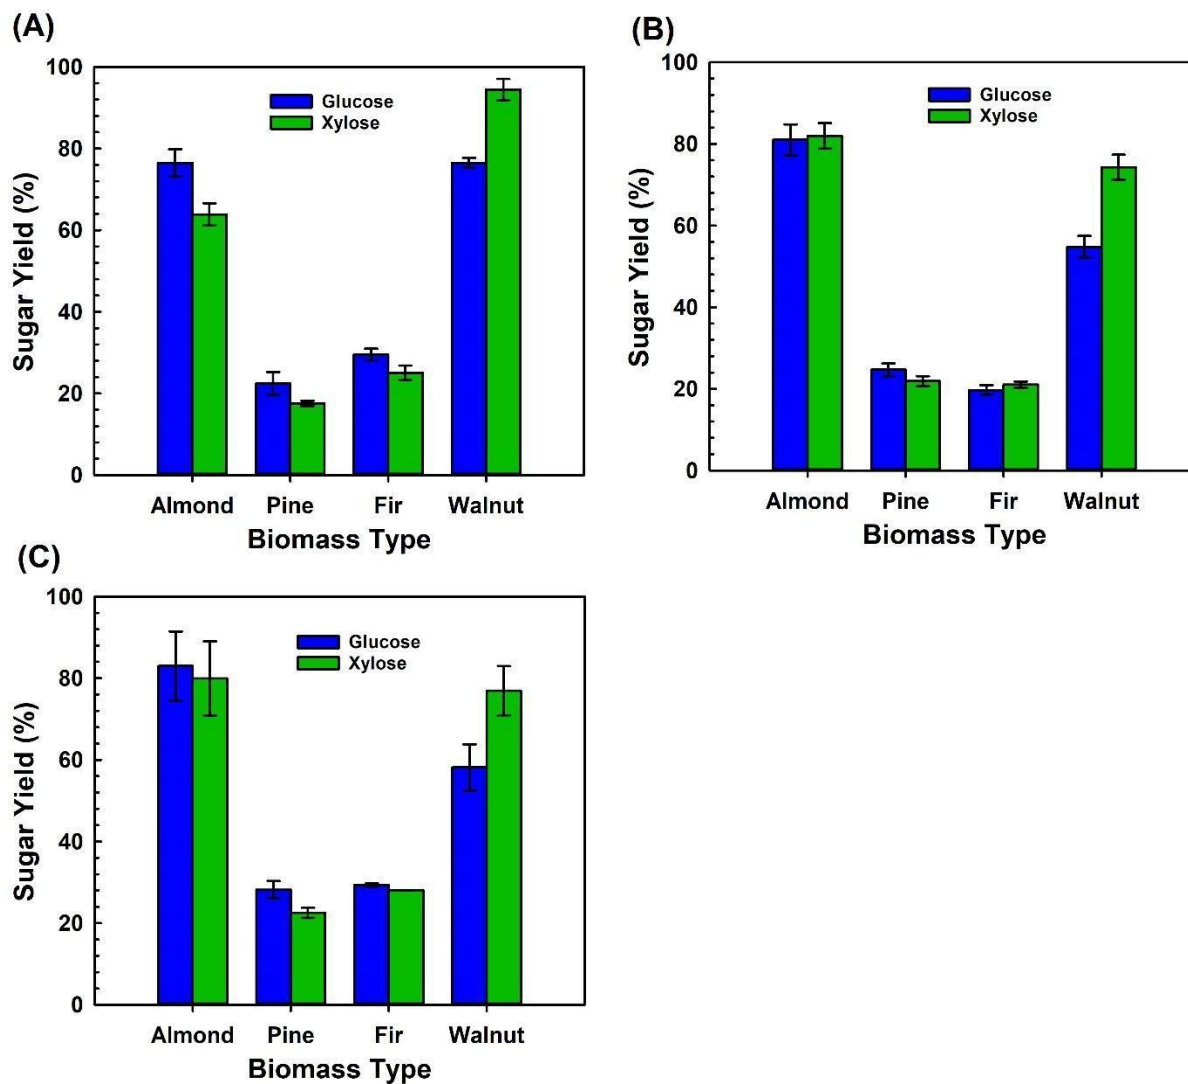 (A)
Sugar Yield (%)
100
80
60
40
20
0
Glucose
Xylose
Almond Pine Fir Walnut
Biomass Type
(B)
Sugar Yield (%)
100
80
60
40
20
0
Glucose
Xylose
Almond Pine Fir Walnut
Biomass Type
(C)
Sugar Yield (%)
100
80
60
40
20
0
Glucose
Xylose
Almond Pine Fir Walnut
Biomass Type